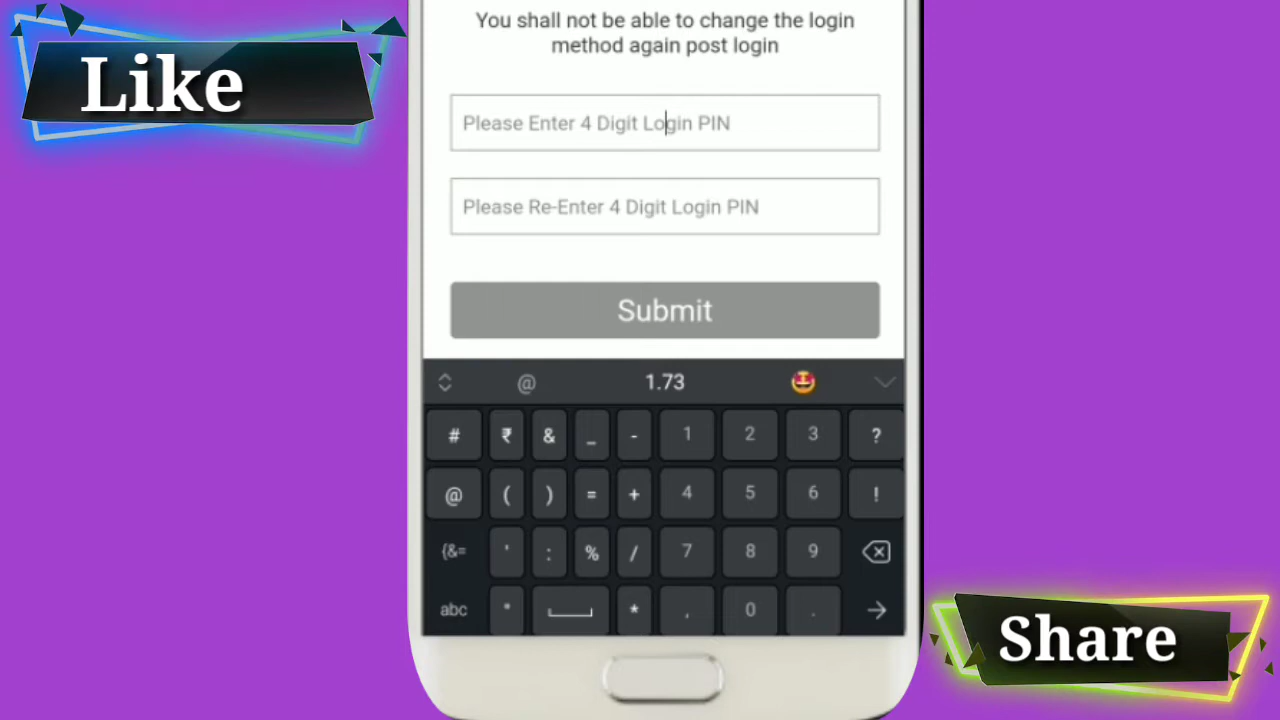 Like
You shall not be able to change the login
method again post login
Please Enter 4 Digit Login PIN
Please Re-Enter 4 Digit Login PIN
Submit
@ 1.73 🤩
# ₹ & _ - 1 2 3 ?
@ ( ) = + 4 5 6 !
{&= ' : % / 7 8 9
abc " * , 0 .
Share